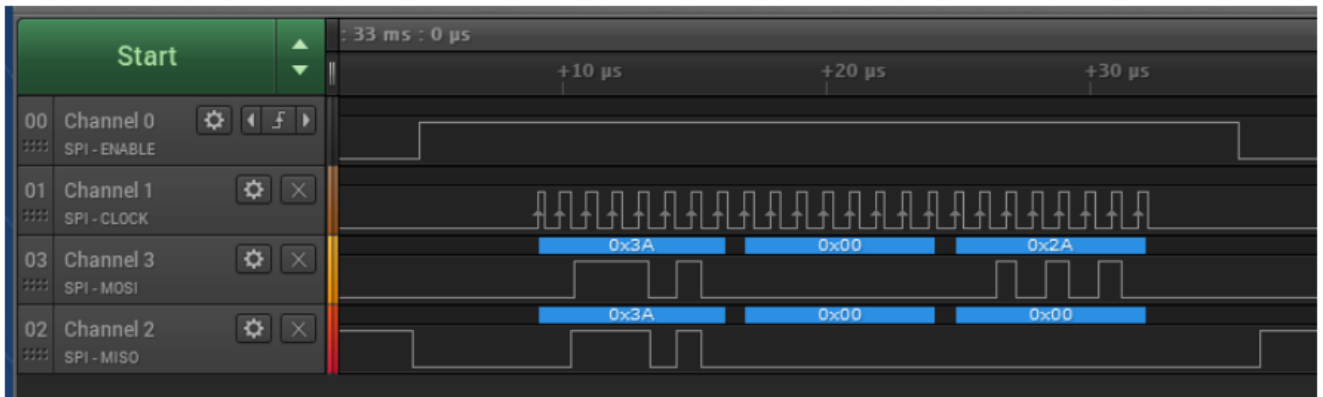 Start
: 33 ms : 0 µs
+10 µs
+20 µs
+30 µs
00 Channel 0
SPI - ENABLE
01 Channel 1
SPI - CLOCK
0x3A 0x00 0x2A
03 Channel 3
SPI - MOSI
0x3A 0x00 0x00
02 Channel 2
SPI - MISO